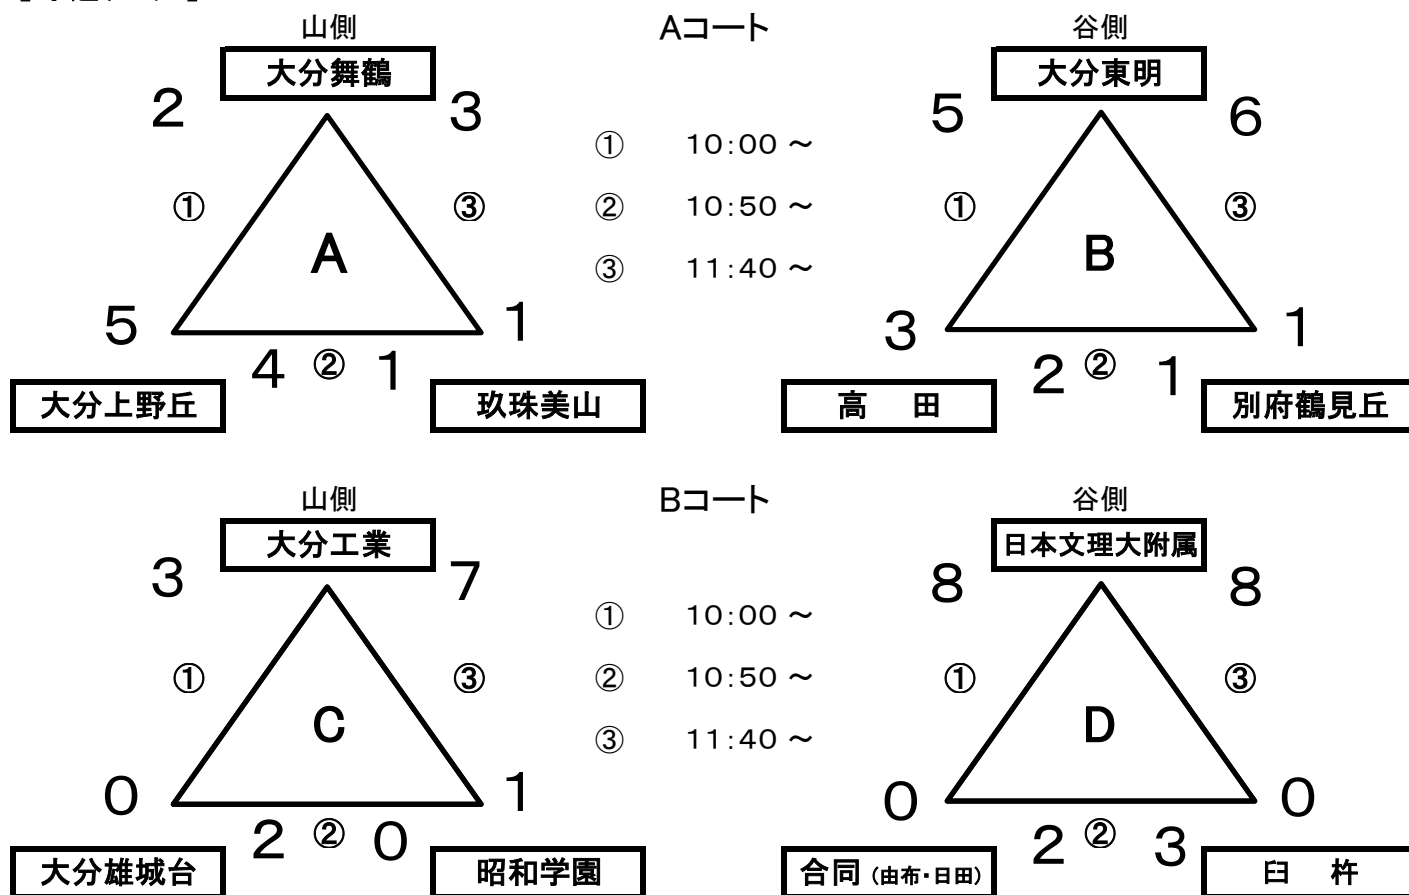 山側 Aコート 谷側
大分舞鶴 大分東明
2 3 5 6
① 10:00～
① ③ ② 10:50～ ① ③
A ③ 11:40～ B
5 1 3 1
4 ② 1 2 ② 1
大分上野丘 玖珠美山 高 田 別府鶴見丘
山側 Bコート 谷側
大分工業 日本文理大附属
3 7 8 8
① 10:00～
① ③ ② 10:50～ ① ③
C ③ 11:40～ D
0 1 0 0
2 ② 0 2 ② 3
大分雄城台 昭和学園 合同（由布・日田） 臼 杵